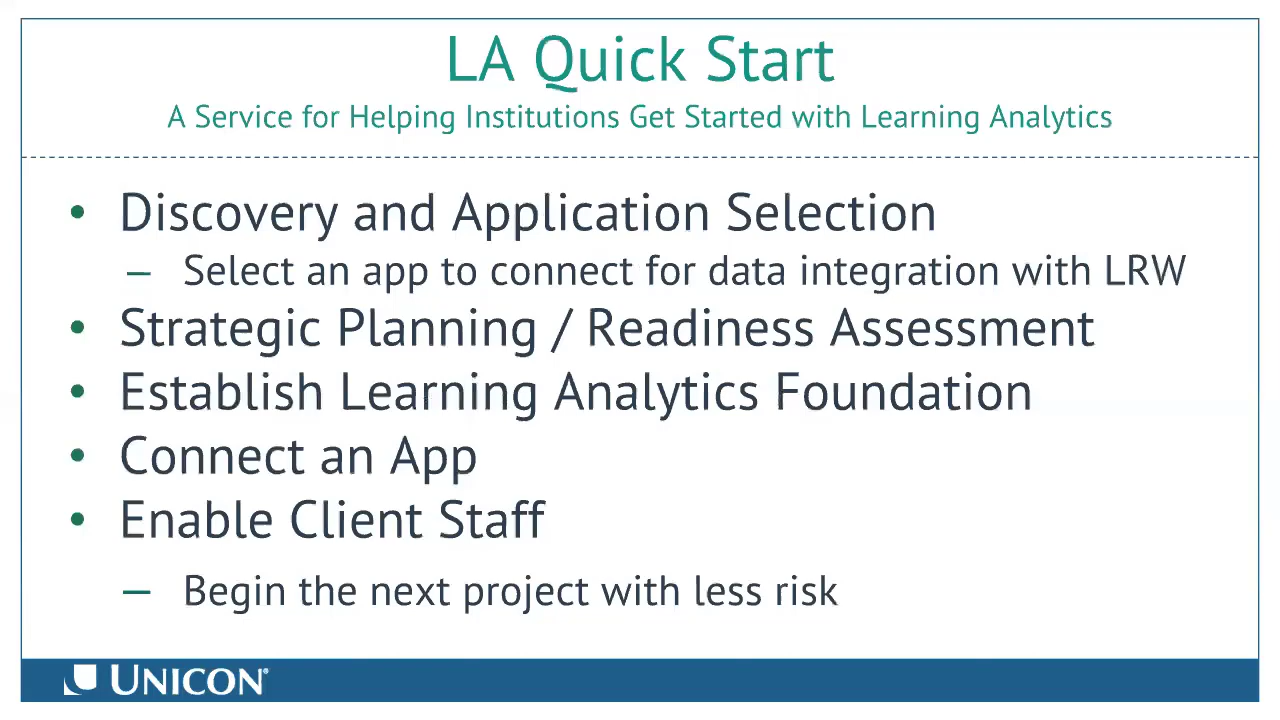 LA Quick Start
A Service for Helping Institutions Get Started with Learning Analytics
• Discovery and Application Selection
– Select an app to connect for data integration with LRW
• Strategic Planning / Readiness Assessment
• Establish Learning Analytics Foundation
• Connect an App
• Enable Client Staff
– Begin the next project with less risk
UNICON®